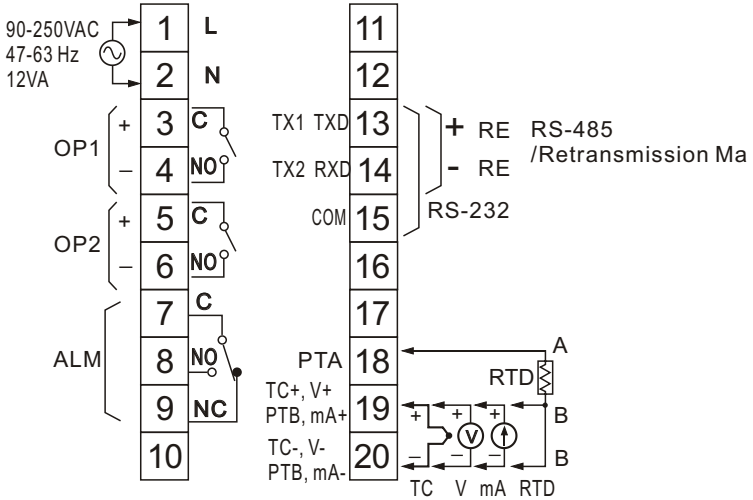 90-250VAC
47-63 Hz
12VA
1 L
2 N
OP1
+ 3 C
– 4 NO
OP2
+ 5 C
– 6 NO
ALM
7 C
8 NO
9 NC
10
11
12
TX1 TXD 13 + RE RS-485
TX2 RXD 14 - RE /Retransmission Ma
COM 15 RS-232
16
17
PTA 18 A
RTD
TC+, V+
PTB, mA+ 19 + + + B
V
TC-, V-
PTB, mA- 20 – – – B
TC V mA RTD